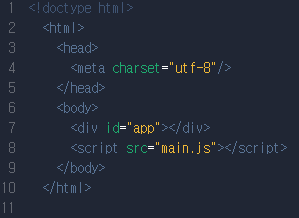 1 <!doctype html>
2 <html>
3 <head>
4 <meta charset="utf-8"/>
5 </head>
6 <body>
7 <div id="app"></div>
8 <script src="main.js"></script>
9 </body>
10 </html>
11